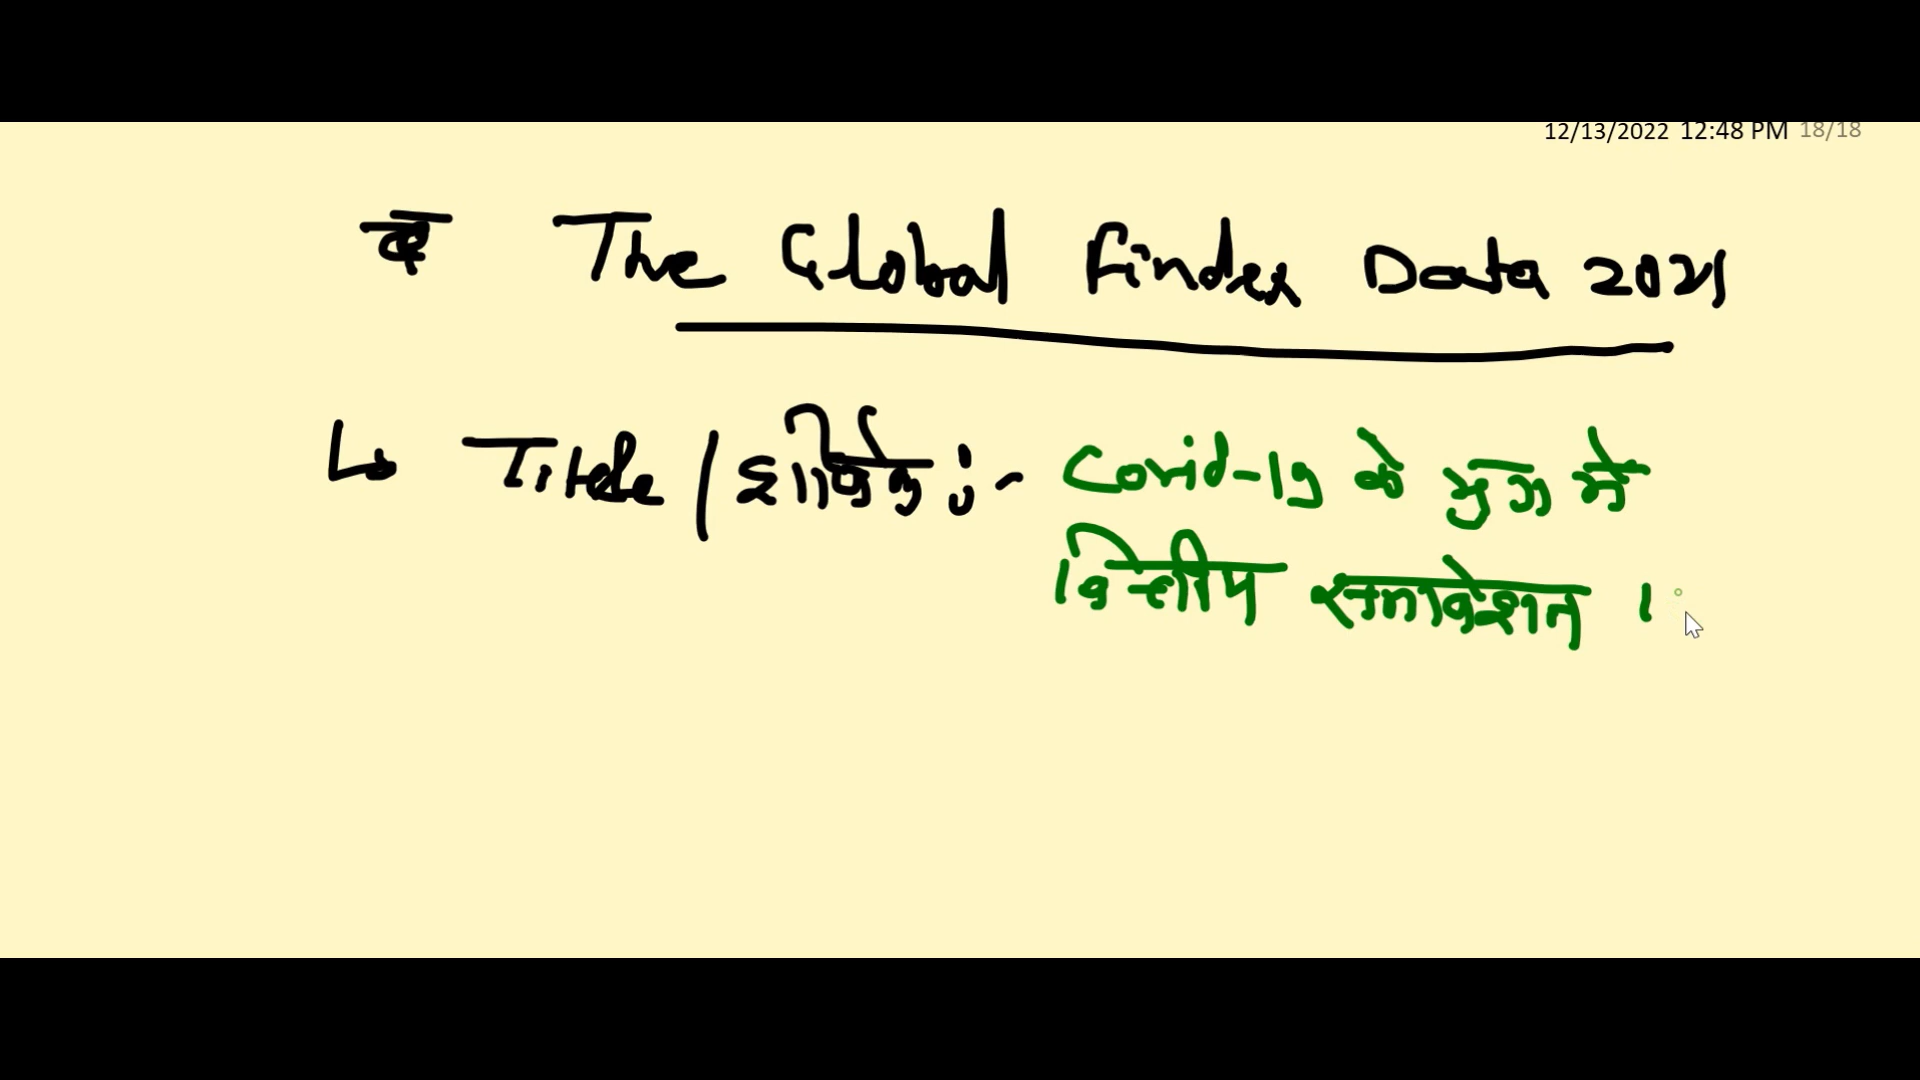 12/13/2022 12:48 PM 18/18
The Global Findex Data 2021
↳ Title / शीर्षक :-  Covid-19 के युग में
वित्तीय समावेशन ।